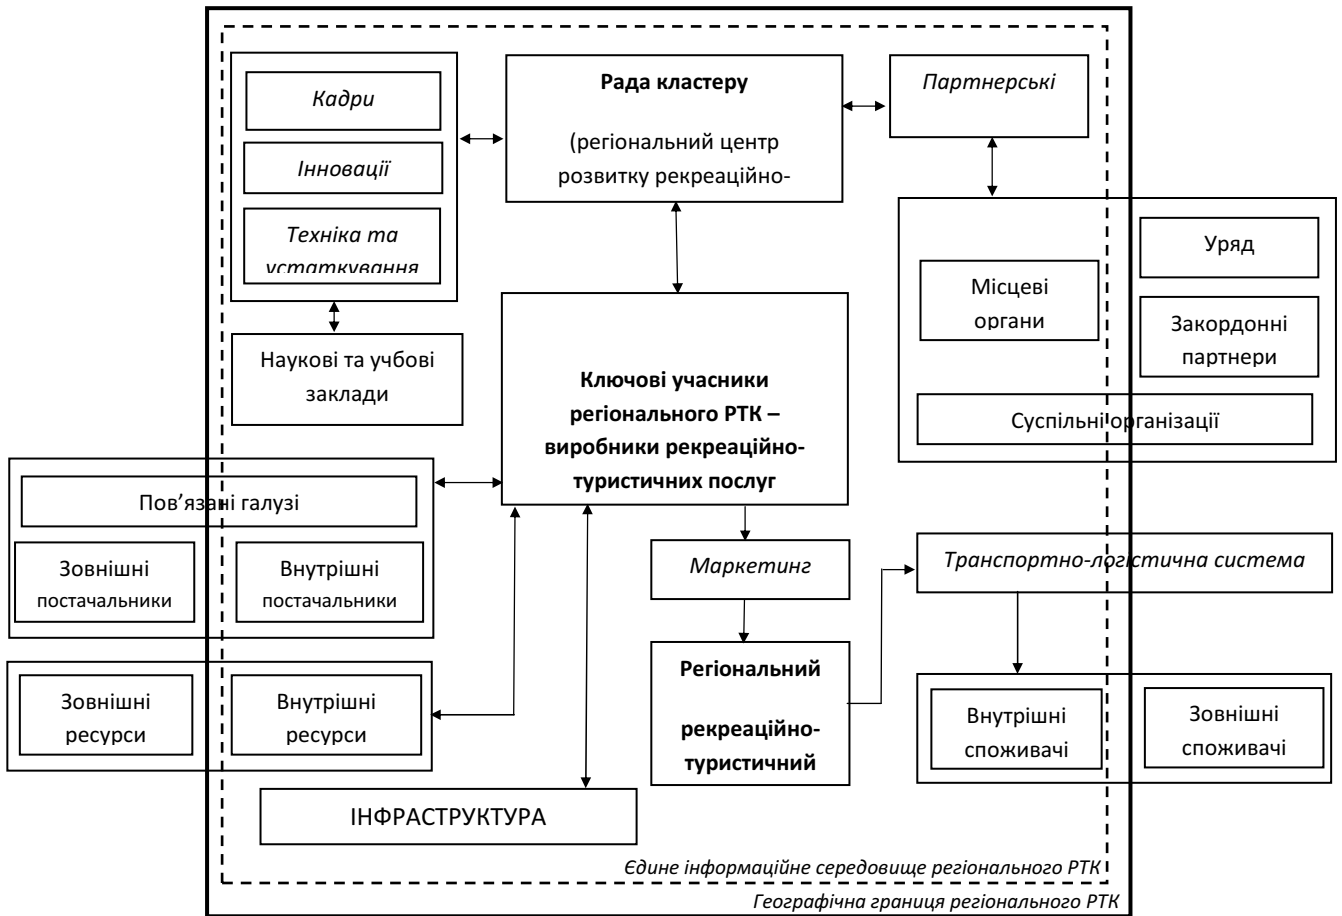 Кадри
Інновації
Техніка та
устаткування
Наукові та учбові
заклади
Рада кластеру
(регіональний центр
розвитку рекреаційно-
Партнерські
Уряд
Місцеві
органи
Закордонні
партнери
Суспільні організації
Ключові учасники
регіонального РТК –
виробники рекреаційно-
туристичних послуг
Пов’язані галузі
Зовнішні
постачальники
Внутрішні
постачальники
Зовнішні
ресурси
Внутрішні
ресурси
ІНФРАСТРУКТУРА
Маркетинг
Регіональний
рекреаційно-
туристичний
Транспортно-логістична система
Внутрішні
споживачі
Зовнішні
споживачі
Єдине інформаційне середовище регіонального РТК
Географічна границя регіонального РТК